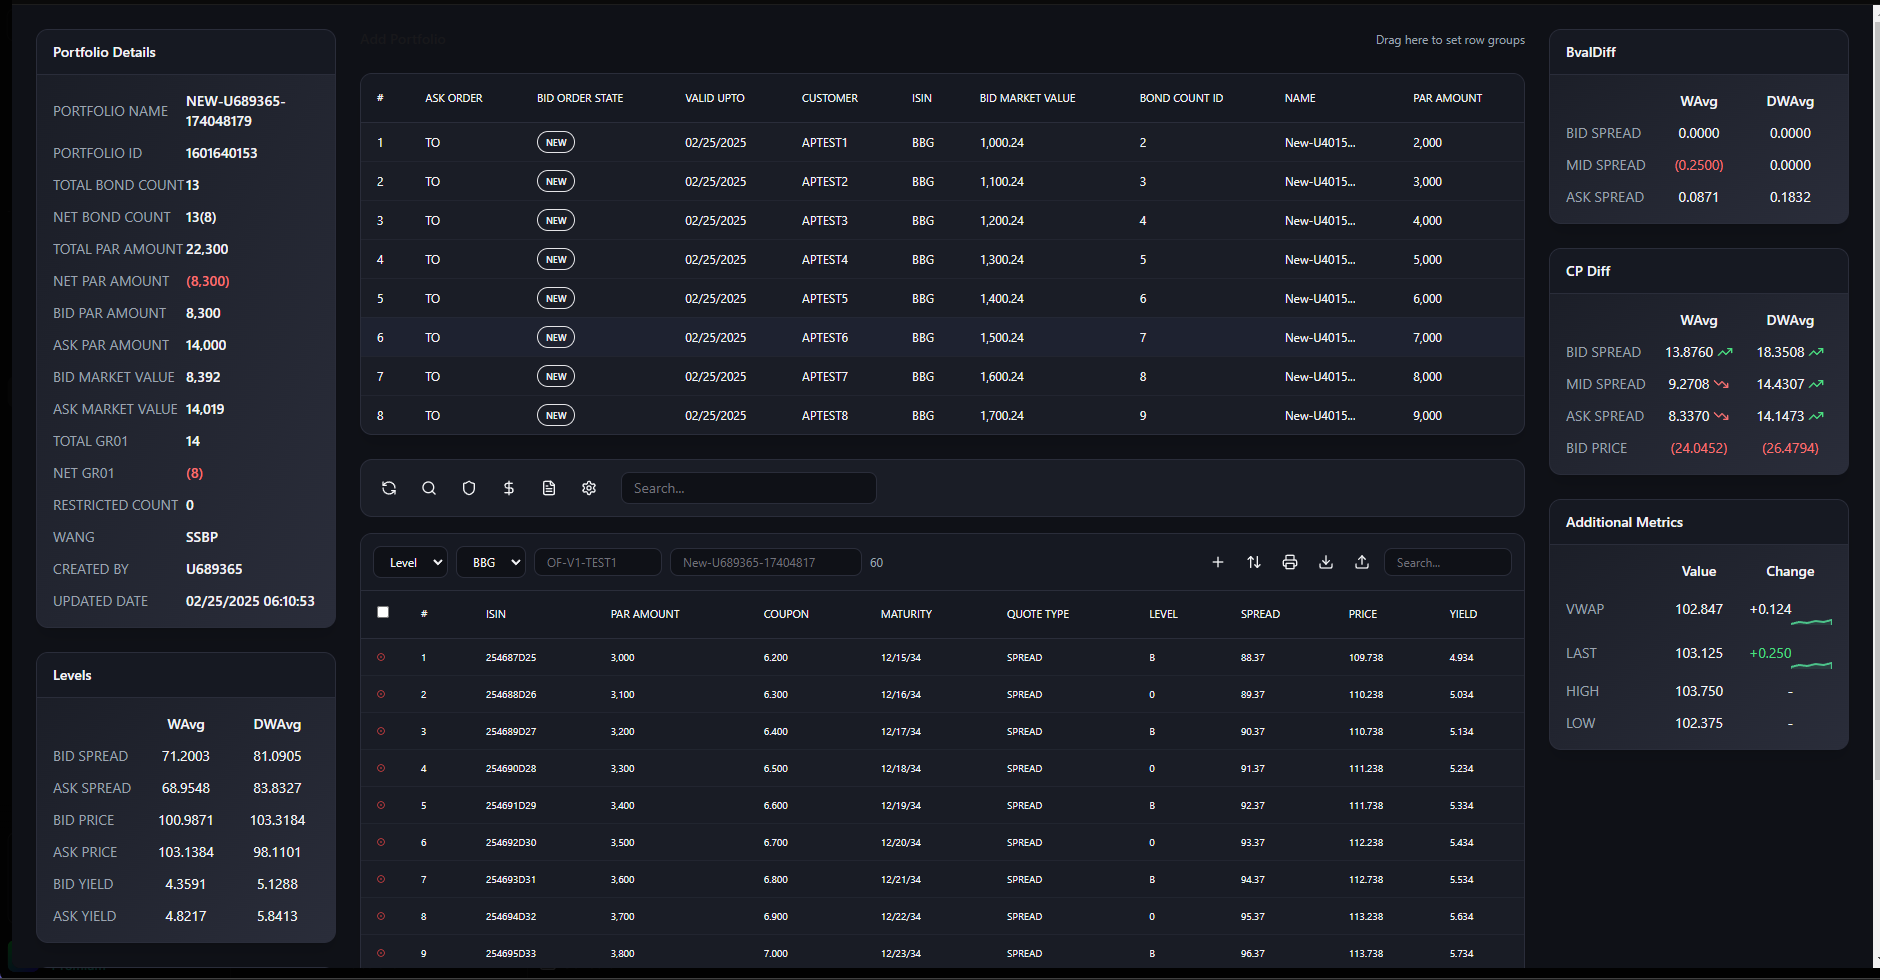 Portfolio Details
PORTFOLIO NAME NEW-U689365-174048179
PORTFOLIO ID 1601640153
TOTAL BOND COUNT 13
NET BOND COUNT 13(8)
TOTAL PAR AMOUNT 22,300
NET PAR AMOUNT (8,300)
BID PAR AMOUNT 8,300
ASK PAR AMOUNT 14,000
BID MARKET VALUE 8,392
ASK MARKET VALUE 14,019
TOTAL GR01 14
NET GR01 (8)
RESTRICTED COUNT 0
WANG SSBP
CREATED BY U689365
UPDATED DATE 02/25/2025 06:10:53
Levels
WAvg DWAvg
BID SPREAD 71.2003 81.0905
ASK SPREAD 68.9548 83.8327
BID PRICE 100.9871 103.3184
ASK PRICE 103.1384 98.1101
BID YIELD 4.3591 5.1288
ASK YIELD 4.8217 5.8413
Add Portfolio
Drag here to set row groups
# ASK ORDER BID ORDER STATE VALID UPTO CUSTOMER ISIN BID MARKET VALUE BOND COUNT ID NAME PAR AMOUNT
1 TO NEW 02/25/2025 APTEST1 BBG 1,000.24 2 New-U4015... 2,000
2 TO NEW 02/25/2025 APTEST2 BBG 1,100.24 3 New-U4015... 3,000
3 TO NEW 02/25/2025 APTEST3 BBG 1,200.24 4 New-U4015... 4,000
4 TO NEW 02/25/2025 APTEST4 BBG 1,300.24 5 New-U4015... 5,000
5 TO NEW 02/25/2025 APTEST5 BBG 1,400.24 6 New-U4015... 6,000
6 TO NEW 02/25/2025 APTEST6 BBG 1,500.24 7 New-U4015... 7,000
7 TO NEW 02/25/2025 APTEST7 BBG 1,600.24 8 New-U4015... 8,000
8 TO NEW 02/25/2025 APTEST8 BBG 1,700.24 9 New-U4015... 9,000
Search...
Level BBG OF-V1-TEST1 New-U689365-17404817 60 Search...
# ISIN PAR AMOUNT COUPON MATURITY QUOTE TYPE LEVEL SPREAD PRICE YIELD
1 254687D25 3,000 6.200 12/15/34 SPREAD B 88.37 109.738 4.934
2 254688D26 3,100 6.300 12/16/34 SPREAD 0 89.37 110.238 5.034
3 254689D27 3,200 6.400 12/17/34 SPREAD B 90.37 110.738 5.134
4 254690D28 3,300 6.500 12/18/34 SPREAD 0 91.37 111.238 5.234
5 254691D29 3,400 6.600 12/19/34 SPREAD B 92.37 111.738 5.334
6 254692D30 3,500 6.700 12/20/34 SPREAD 0 93.37 112.238 5.434
7 254693D31 3,600 6.800 12/21/34 SPREAD B 94.37 112.738 5.534
8 254694D32 3,700 6.900 12/22/34 SPREAD 0 95.37 113.238 5.634
9 254695D33 3,800 7.000 12/23/34 SPREAD B 96.37 113.738 5.734
BvalDiff
WAvg DWAvg
BID SPREAD 0.0000 0.0000
MID SPREAD (0.2500) 0.0000
ASK SPREAD 0.0871 0.1832
CP Diff
WAvg DWAvg
BID SPREAD 13.8760 18.3508
MID SPREAD 9.2708 14.4307
ASK SPREAD 8.3370 14.1473
BID PRICE (24.0452) (26.4794)
Additional Metrics
Value Change
VWAP 102.847 +0.124
LAST 103.125 +0.250
HIGH 103.750 -
LOW 102.375 -